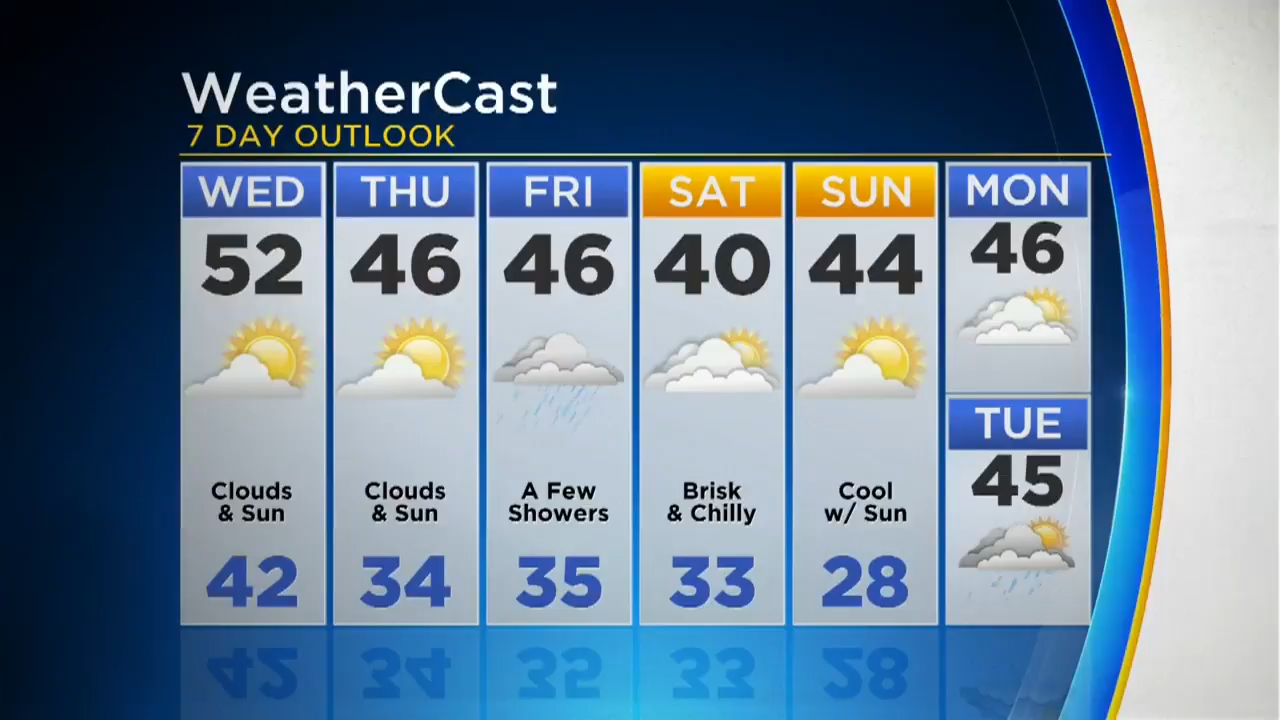 WeatherCast
7 DAY OUTLOOK
WED
52
Clouds
& Sun
42
THU
46
Clouds
& Sun
34
FRI
46
A Few
Showers
35
SAT
40
Brisk
& Chilly
33
SUN
44
Cool
w/ Sun
28
MON
46
TUE
45